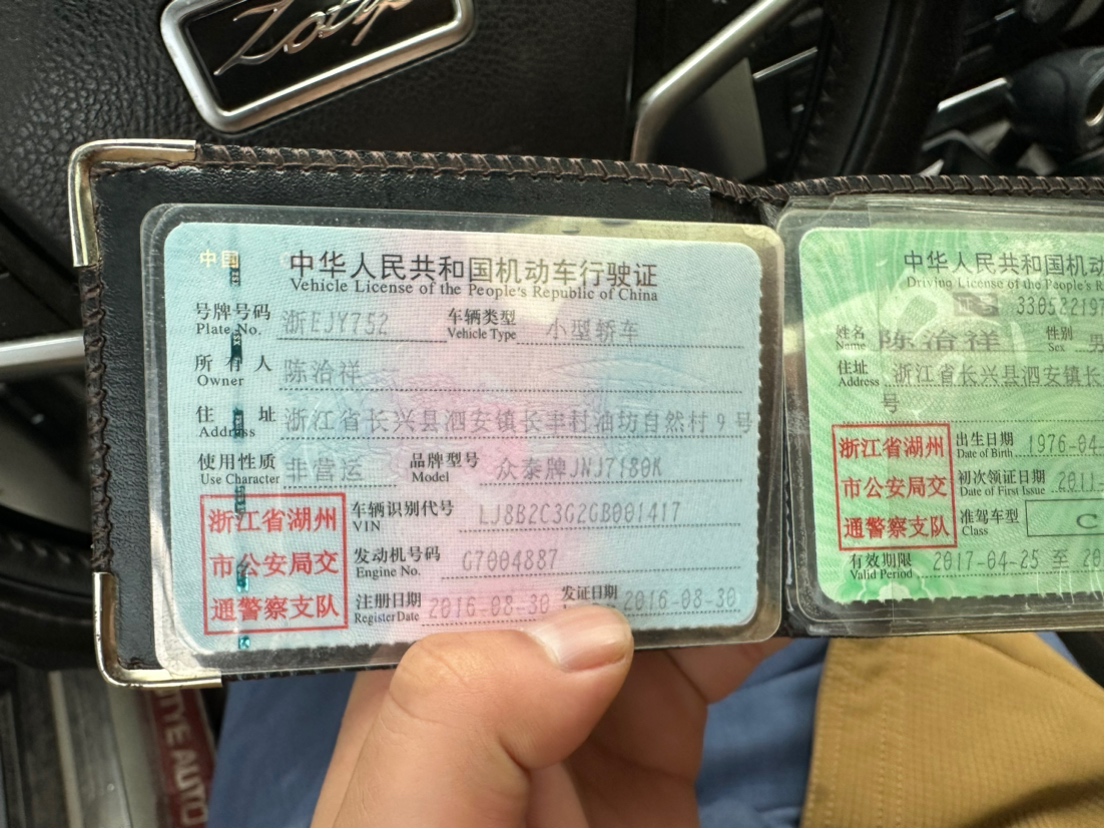 Zotye
中国
中华人民共和国机动车行驶证
Vehicle License of the People's Republic of China
号牌号码 浙EJY752 车辆类型 小型轿车
Plate No. Vehicle Type
所有人 陈治祥
Owner
住址 浙江省长兴县泗安镇长丰村油坊自然村9号
Address
使用性质 非营运 品牌型号 众泰牌JNJ7180K
Use Character Model
浙江省湖州
市公安局交
通警察支队
车辆识别代号 LJ8B2C3G2GB001417
VIN
发动机号码 G7004887
Engine No.
注册日期 2016-08-30 发证日期 2016-08-30
Register Date
中华人民共和国机动
Driving License of the People's R
证号 33052219
姓名 陈治祥 性别 男
Name Sex
住址 浙江省长兴县泗安镇长
Address
号
浙江省湖州
市公安局交
通警察支队
出生日期 1976-04-
Date of Birth
初次领证日期 2011-
Date of First Issue
准驾车型 C
Class
有效期限 2017-04-25 至 20
Valid Period
TYE AUTO